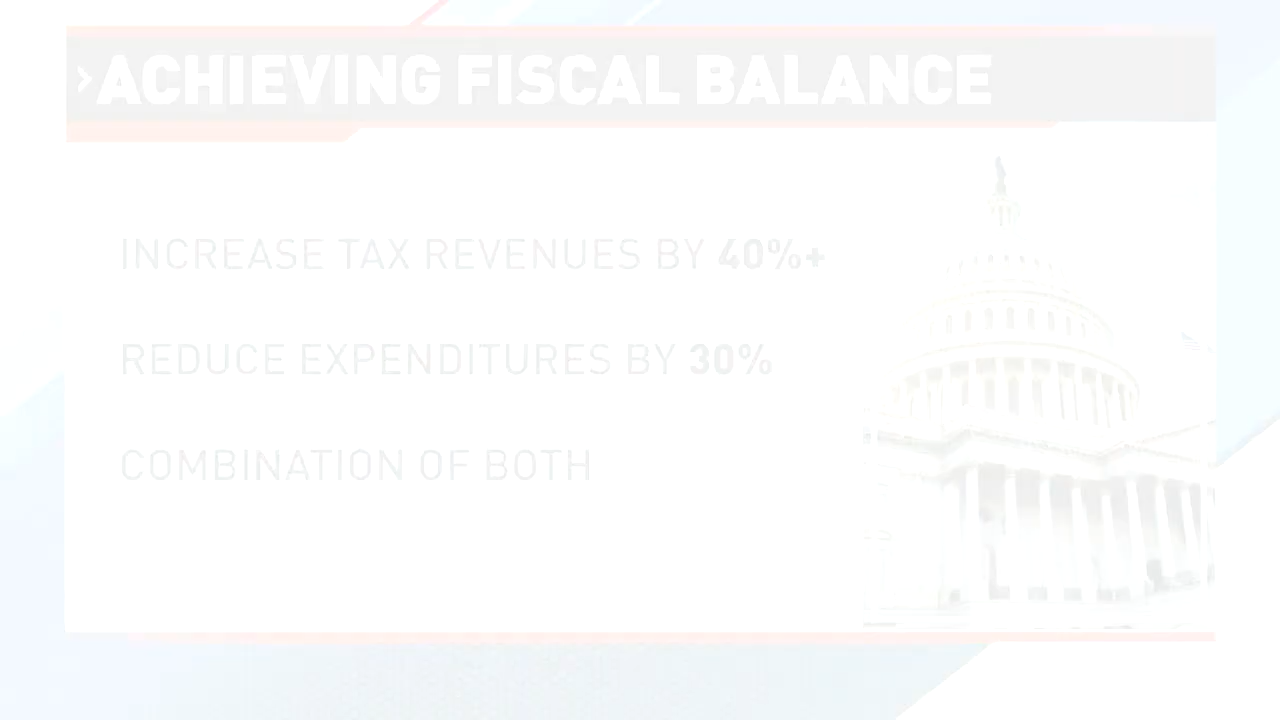 >ACHIEVING FISCAL BALANCE
INCREASE TAX REVENUES BY 40%+
REDUCE EXPENDITURES BY 30%
COMBINATION OF BOTH